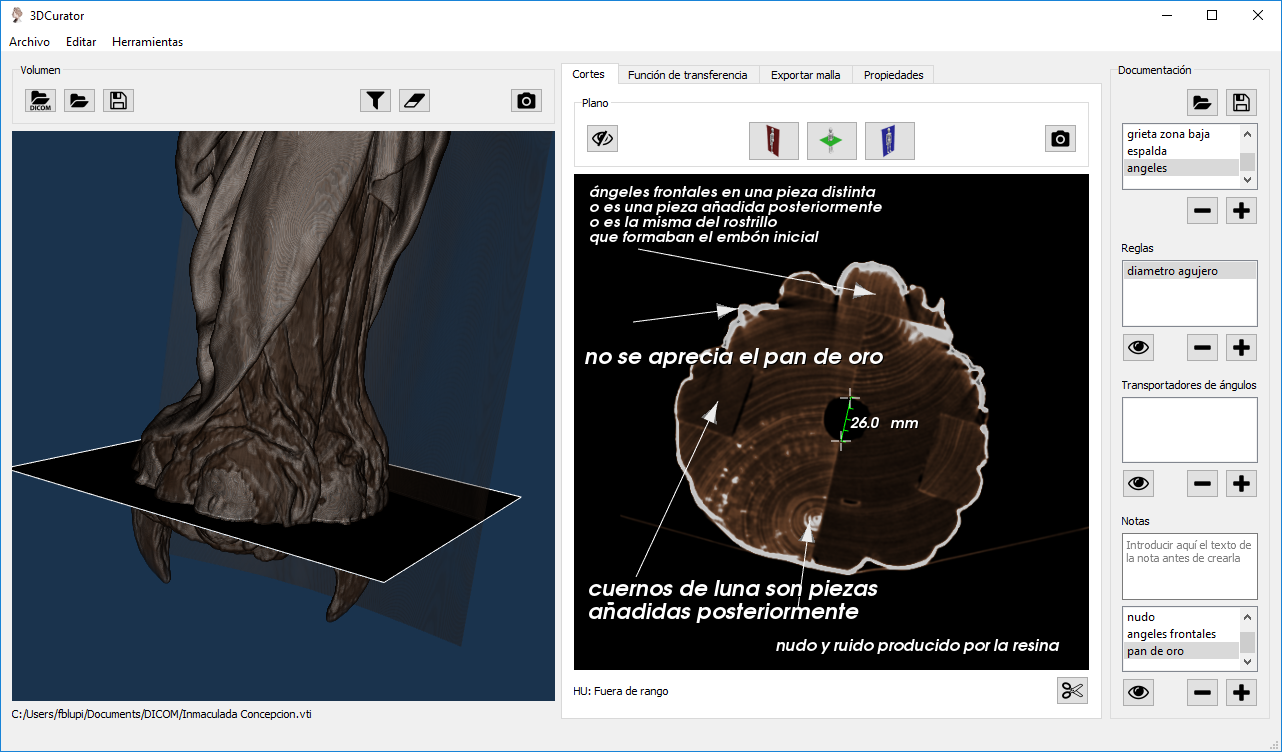 3DCurator
Archivo Editar Herramientas
Volumen
DICOM
C:/Users/fblupi/Documents/DICOM/Inmaculada Concepcion.vti
Cortes Función de transferencia Exportar malla Propiedades
Plano
ángeles frontales en una pieza distinta
o es una pieza añadida posteriormente
o es la misma del rostrillo
que formaban el embón inicial
no se aprecia el pan de oro
26.0 mm
cuernos de luna son piezas
añadidas posteriormente
nudo y ruido producido por la resina
HU: Fuera de rango
Documentación
grieta zona baja
espalda
angeles
Reglas
diametro agujero
Transportadores de ángulos
Notas
Introducir aquí el texto de
la nota antes de crearla
nudo
angeles frontales
pan de oro